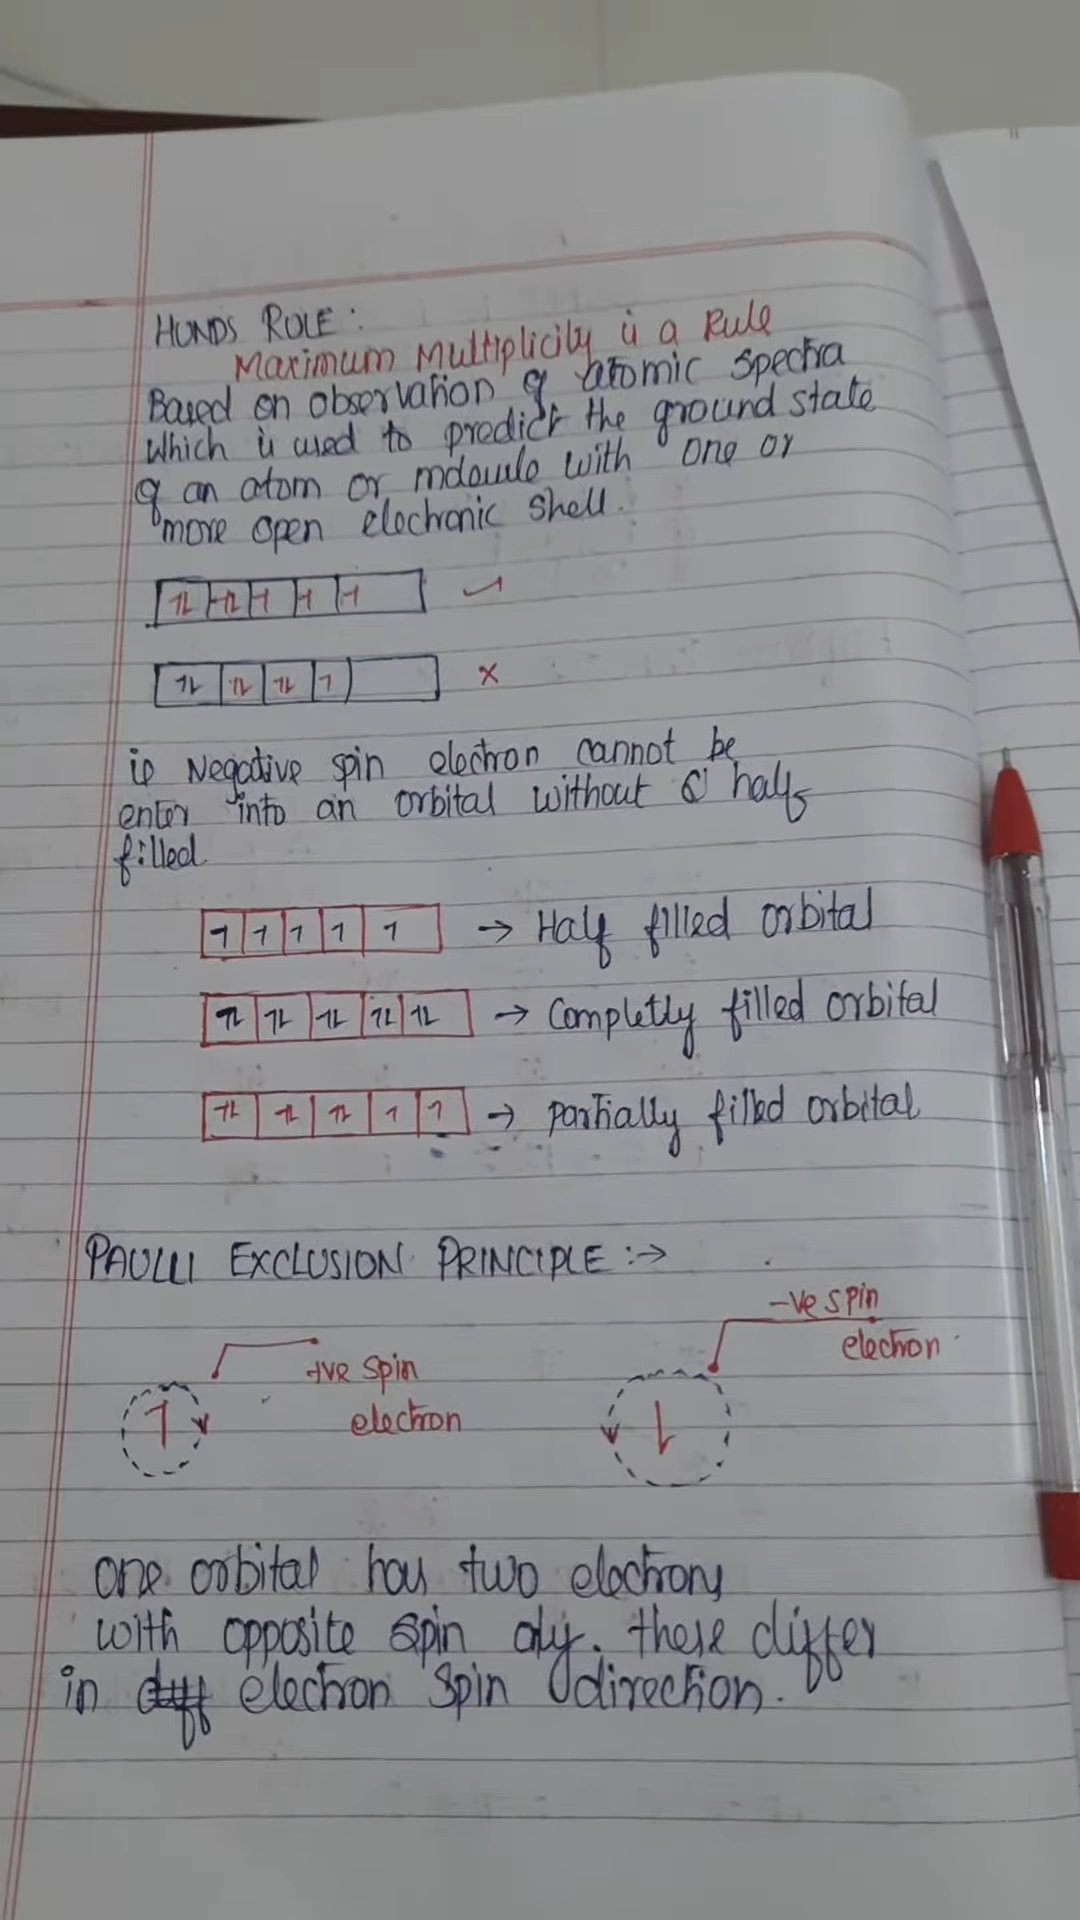 HUNDS RULE:
Maximum Multiplicity is a Rule
Based on observation of atomic spectra
which is used to predict the ground state
of an atom or molecule with one or
more open electronic shell.
↿⇂ ↿⇂ ↿ ↿ ↿ ✓
↿⇂ ↿⇂ ↿⇂ ↿ ×
ie Negative spin electron cannot be
enter into an orbital without half
filled
↿ ↿ ↿ ↿ ↿ → Half filled orbital
↿⇂ ↿⇂ ↿⇂ ↿⇂ ↿⇂ → Completly filled orbital
↿⇂ ↿⇂ ↿⇂ ↿ ↿ → partially filled orbital
PAULLI EXCLUSION PRINCIPLE :→
-ve spin
electron
+ve spin
electron
↿ ⇂
one orbital has two electrons
with opposite spin oly. these differ
in diff electron spin direction.